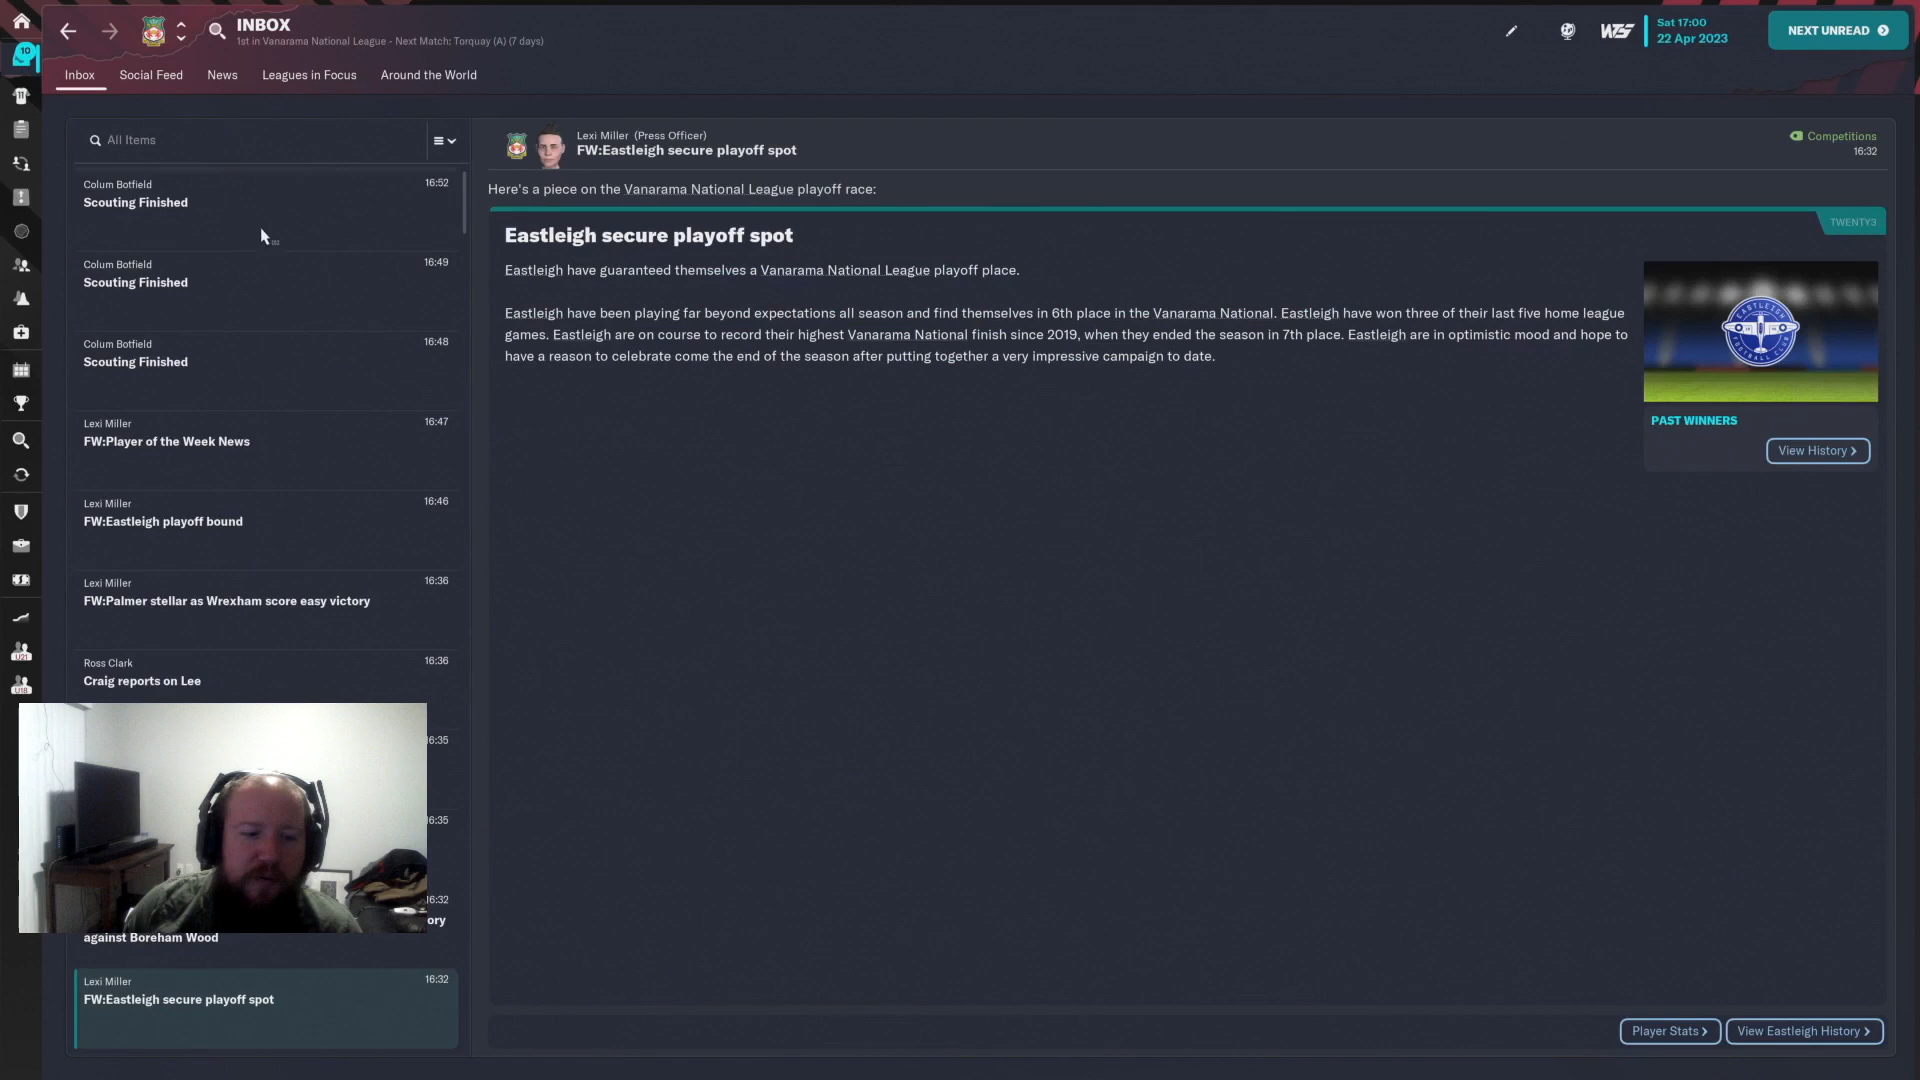 INBOX
1st in Vanarama National League - Next Match: Torquay (A) (7 days)
Sat 17:00
22 Apr 2023
NEXT UNREAD
10
11
Inbox
Social Feed
News
Leagues in Focus
Around the World
All Items
Colum Botfield
16:52
Scouting Finished
Colum Botfield
16:49
Scouting Finished
Colum Botfield
16:48
Scouting Finished
Lexi Miller
16:47
FW:Player of the Week News
Lexi Miller
16:46
FW:Eastleigh playoff bound
Lexi Miller
16:36
FW:Palmer stellar as Wrexham score easy victory
Ross Clark
16:36
Craig reports on Lee
U21
U18
6:35
6:35
6:32
ory
against Boreham Wood
Lexi Miller
16:32
FW:Eastleigh secure playoff spot
Lexi Miller (Press Officer)
FW:Eastleigh secure playoff spot
Competitions
16:32
Here's a piece on the Vanarama National League playoff race:
TWENTY3
Eastleigh secure playoff spot
Eastleigh have guaranteed themselves a Vanarama National League playoff place.
Eastleigh have been playing far beyond expectations all season and find themselves in 6th place in the Vanarama National. Eastleigh have won three of their last five home league
games. Eastleigh are on course to record their highest Vanarama National finish since 2019, when they ended the season in 7th place. Eastleigh are in optimistic mood and hope to
have a reason to celebrate come the end of the season after putting together a very impressive campaign to date.
EASTLEIGH
FOOTBALL CLUB
PAST WINNERS
View History
Player Stats
View Eastleigh History